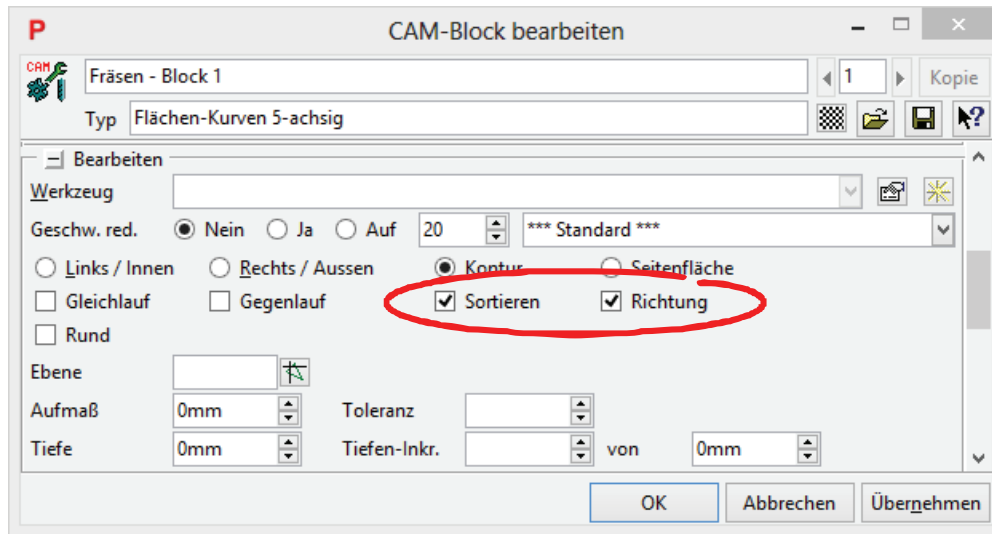 P CAM-Block bearbeiten
CAM Fräsen - Block 1 1 Kopie
Typ Flächen-Kurven 5-achsig
Bearbeiten
Werkzeug
Geschw. red. Nein Ja Auf 20 *** Standard ***
Links / Innen Rechts / Aussen Kontur Seitenfläche
Gleichlauf Gegenlauf Sortieren Richtung
Rund
Ebene
Aufmaß 0mm Toleranz
Tiefe 0mm Tiefen-Inkr. von 0mm
OK Abbrechen Übernehmen